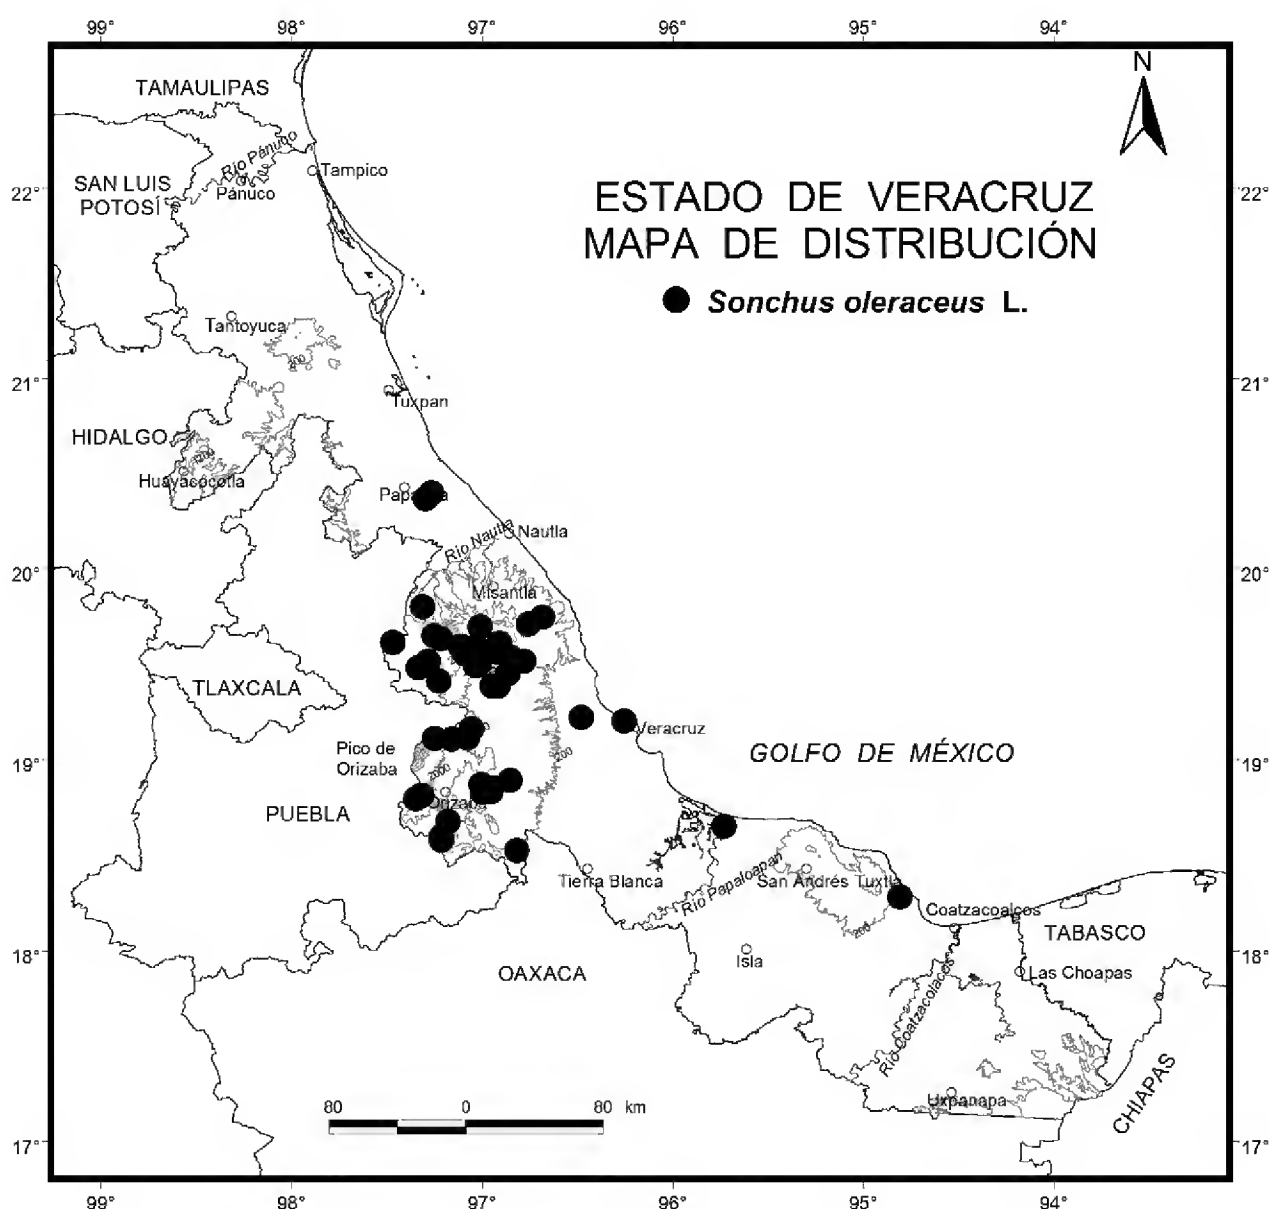 99° 98° 97° 96° 95° 94°
N
TAMAULIPAS
Río Pánuco
Tampico
SAN LUIS
POTOSÍ
Pánuco
22° 22°
ESTADO DE VERACRUZ
MAPA DE DISTRIBUCIÓN
Sonchus oleraceus L.
Tantoyuca
200
21° 21°
Tuxpan
HIDALGO
Huayacocotla
Río Nautla
Nautla
20° 20°
Misantla
TLAXCALA
Veracruz
Pico de
Orizaba
GOLFO DE MÉXICO
200
19° 19°
2000
PUEBLA
Orizaba
Tierra Blanca
Río Papaloapan
San Andrés Tuxtla
Coatzacoalcos
200
TABASCO
18° 18°
Isla
OAXACA
Las Choapas
Río Coatzacoalcos
Uxpanapa
CHIAPAS
80 0 80 km
17° 17°
99° 98° 97° 96° 95° 94°